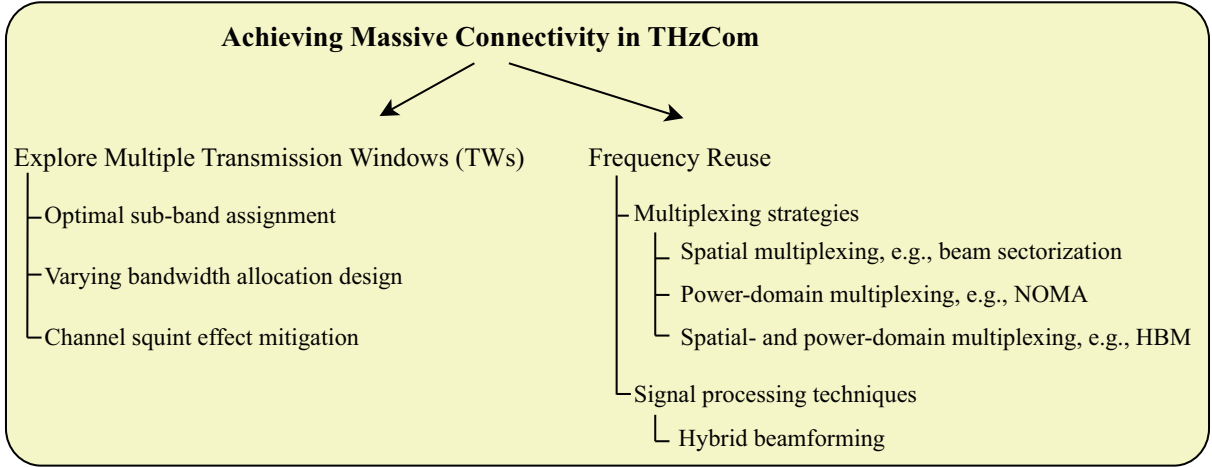 Achieving Massive Connectivity in THzCom
Explore Multiple Transmission Windows (TWs)
Optimal sub-band assignment
Varying bandwidth allocation design
Channel squint effect mitigation
Frequency Reuse
Multiplexing strategies
Spatial multiplexing, e.g., beam sectorization
Power-domain multiplexing, e.g., NOMA
Spatial- and power-domain multiplexing, e.g., HBM
Signal processing techniques
Hybrid beamforming